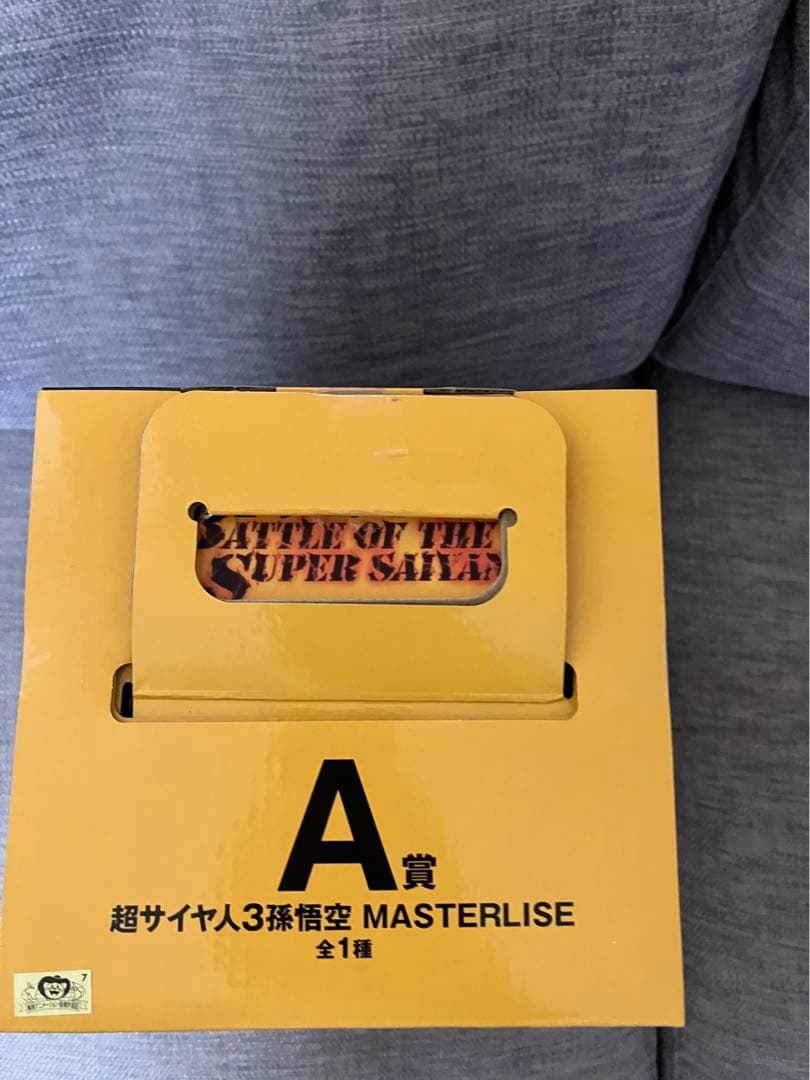 BATTLE OF THE
SUPER SAIYAN
A賞
超サイヤ人3孫悟空 MASTERLISE
全1種
7